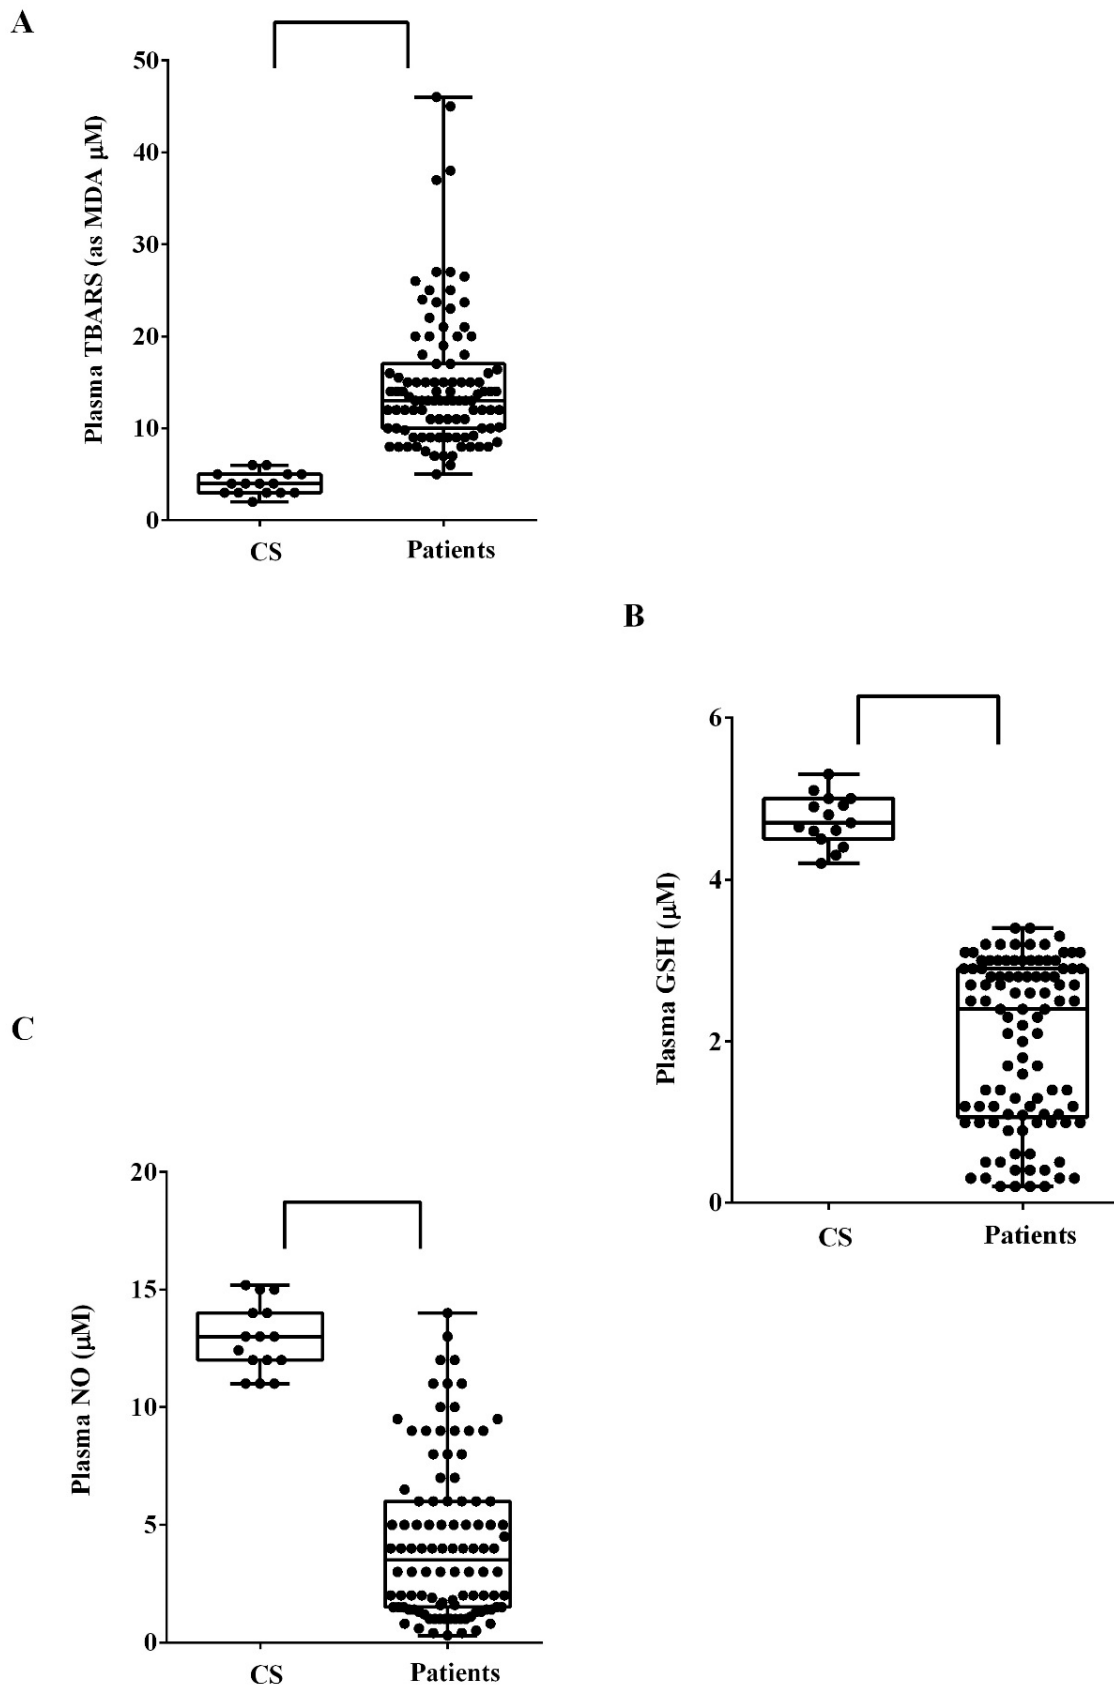 A
50
40
30
20
10
0
Plasma TBARS (as MDA μM)
CS
Patients
B
6
4
2
0
Plasma GSH (μM)
CS
Patients
C
20
15
10
5
0
Plasma NO (μM)
CS
Patients